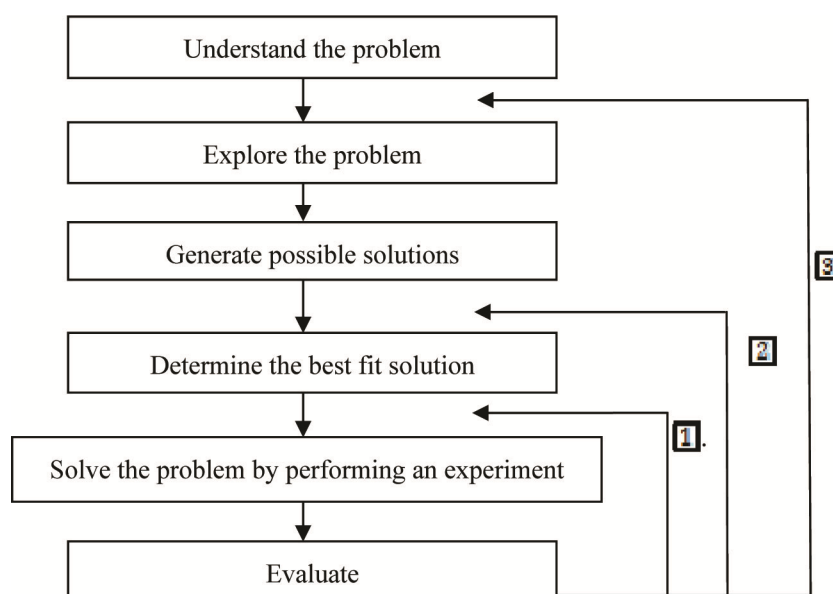 Understand the problem
Explore the problem
Generate possible solutions
3
2
Determine the best fit solution
1.
Solve the problem by performing an experiment
Evaluate